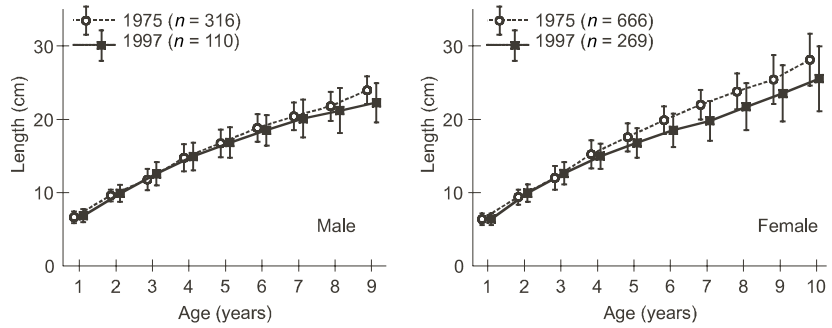 1975 (n = 316)
1997 (n = 110)
30
20
10
0
Length (cm)
Male
1 2 3 4 5 6 7 8 9
Age (years)
1975 (n = 666)
1997 (n = 269)
30
20
10
0
Length (cm)
Female
1 2 3 4 5 6 7 8 9 10
Age (years)